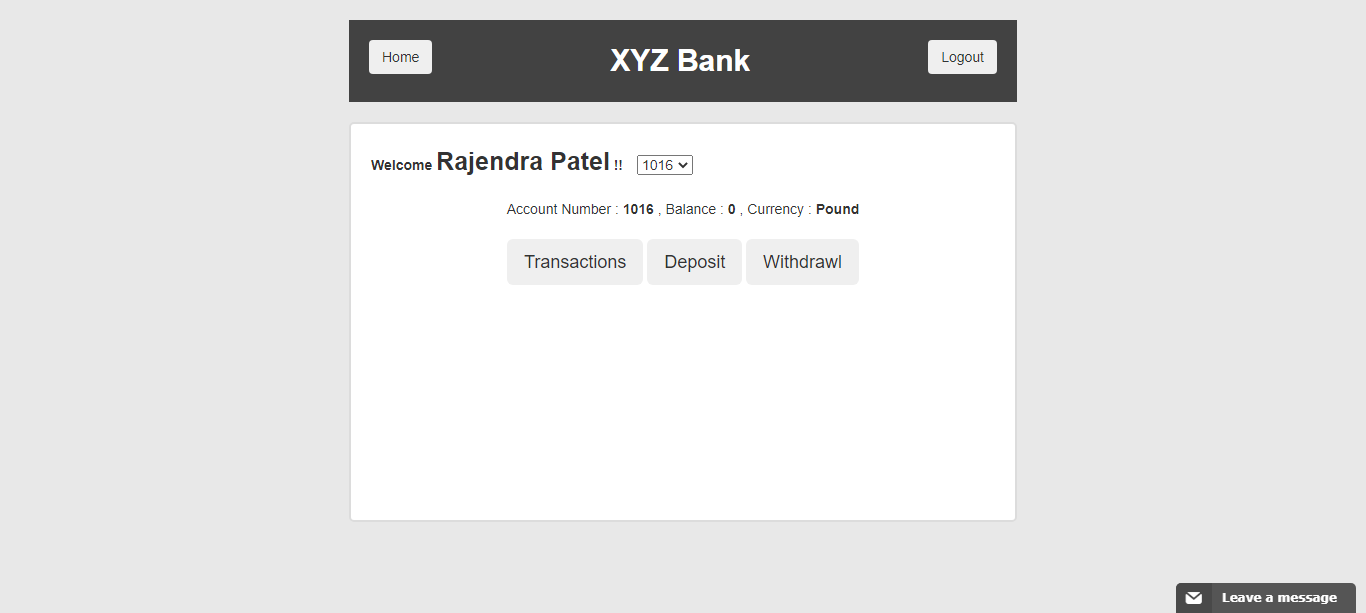 Home XYZ Bank Logout
Welcome Rajendra Patel !! 1016
Account Number : 1016 , Balance : 0 , Currency : Pound
Transactions Deposit Withdrawl
Leave a message